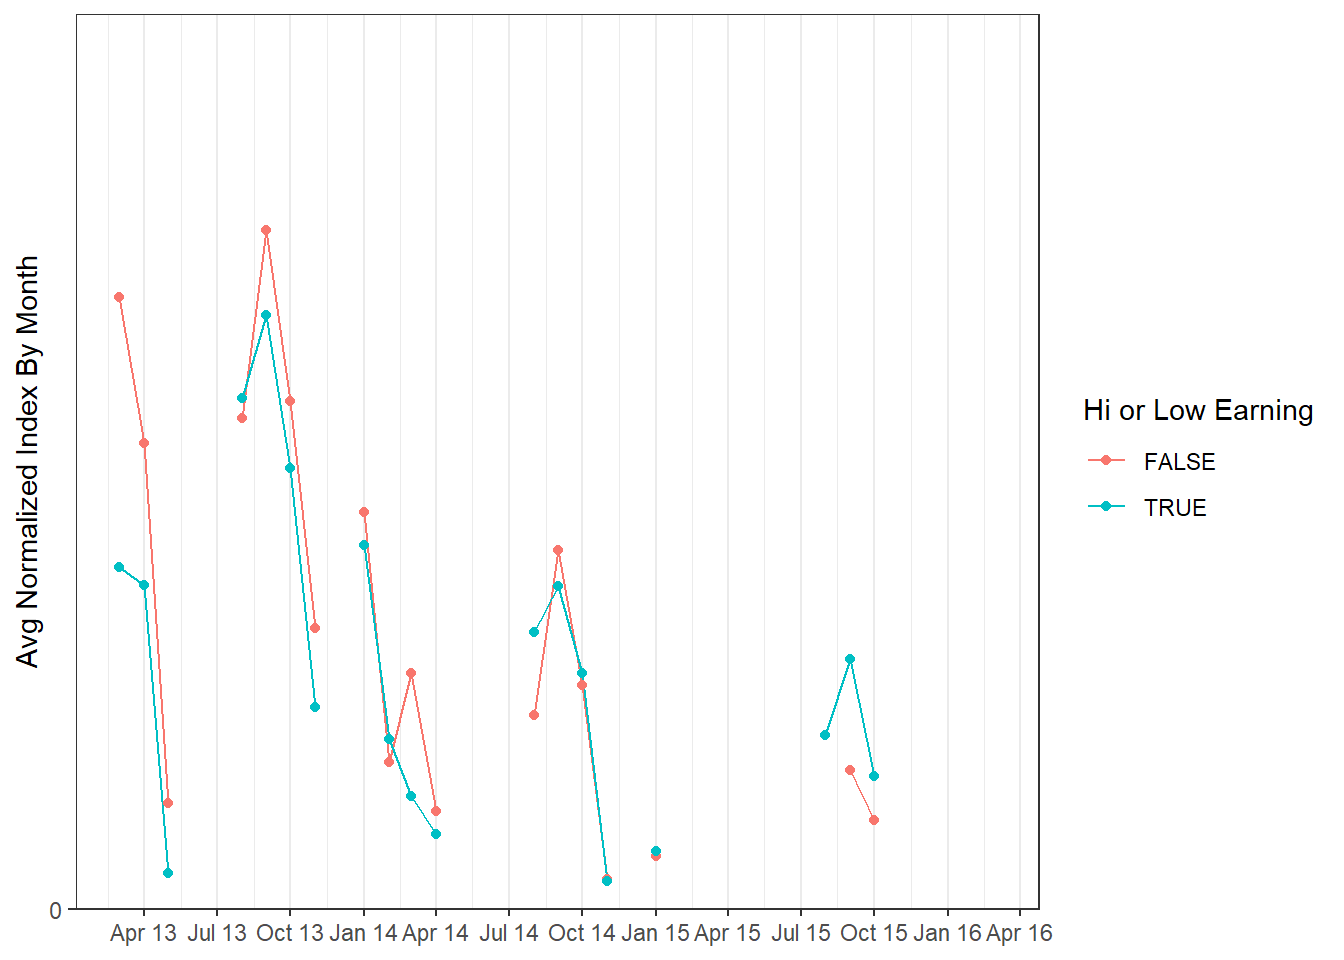 Avg Normalized Index By Month
0
Apr 13 Jul 13 Oct 13 Jan 14 Apr 14 Jul 14 Oct 14 Jan 15 Apr 15 Jul 15 Oct 15 Jan 16 Apr 16
Hi or Low Earning
FALSE
TRUE